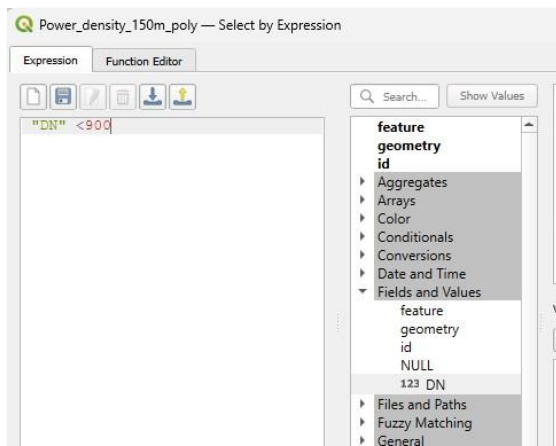 Power_density_150m_poly — Select by Expression
Expression
Function Editor
"DN" <900
Search...
Show Values
feature
geometry
id
Aggregates
Arrays
Color
Conditionals
Conversions
Date and Time
Fields and Values
feature
geometry
id
NULL
123 DN
Files and Paths
Fuzzy Matching
General